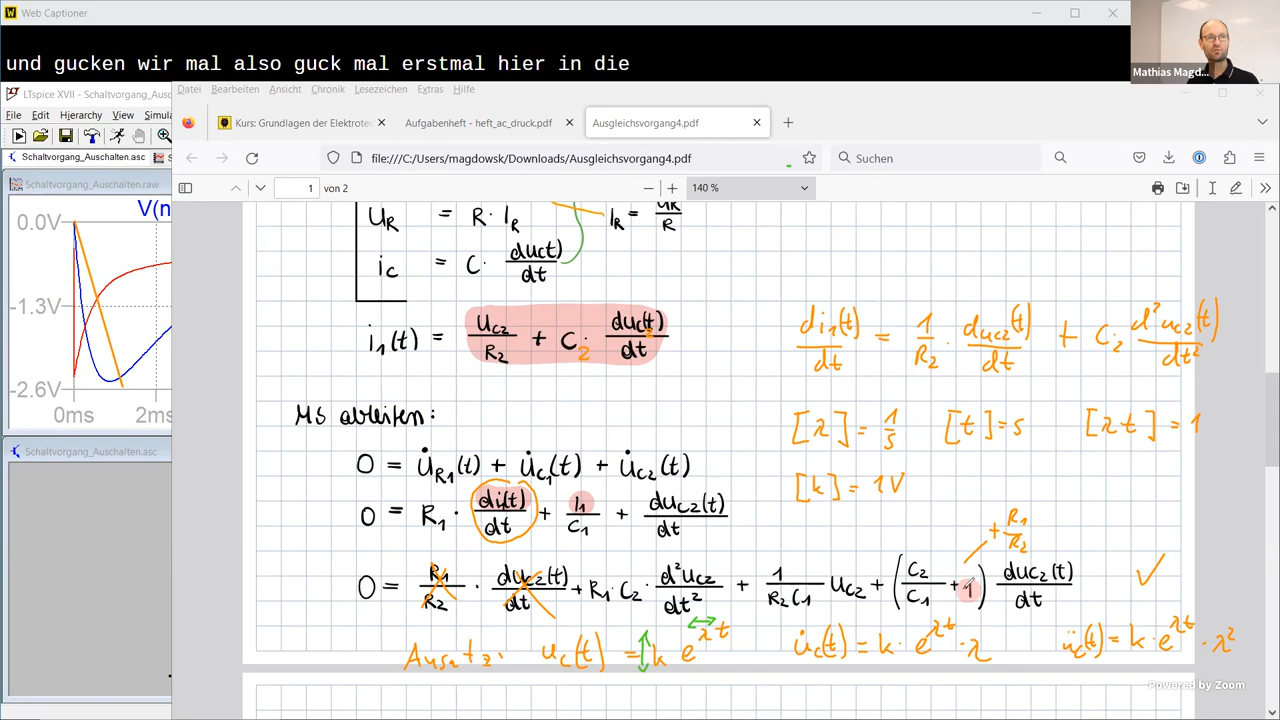 Web Captioner
und gucken wir mal also guck mal erstmal hier in die
Mathias Magd...
LTspice XVII - Schaltvorgang_Aus
File Edit Hierarchy View Simula
Schaltvorgang_Auschalten.asc
Schaltvorgang_Auschalten.raw
V(n
0.0V
-1.3V
-2.6V
0ms 2ms
Schaltvorgang_Auschalten.asc
Datei Bearbeiten Ansicht Chronik Lesezeichen Extras Hilfe
Kurs: Grundlagen der Elektrotec
Aufgabenheft - heft_ac_druck.pdf
Ausgleichsvorgang4.pdf
file:///C:/Users/magdowsk/Downloads/Ausgleichsvorgang4.pdf
Suchen
1 von 2
140 %
u_R = R · I_R I_R = u_R/R
i_C = C · du_C(t)/dt
i_1(t) = u_C2/R_2 + C_2 · du_C2(t)/dt
di_1(t)/dt = 1/R_2 · du_C2(t)/dt + C_2 · d²u_C2(t)/dt²
MS ableiten:
[λ] = 1/s [t] = s [λt] = 1
0 = u̇_R1(t) + u̇_C1(t) + u̇_C2(t)
[k] = 1V
0 = R_1 · di_1(t)/dt + i_1/C_1 + du_C2(t)/dt
+ R_1/R_2
0 = R_1/R_2 · du_C2(t)/dt + R_1 · C_2 · d²u_C2/dt² + 1/(R_2 C_1) u_C2 + (C_2/C_1 + 1) du_C2(t)/dt ✓
Ansatz: u_C(t) = k e^λt u̇_C(t) = k · e^λt · λ ü_C(t) = k · e^λt · λ²
Powered by Zoom